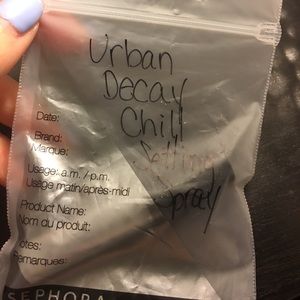 Urban
Decay
Chill
Setting
Spray
Date:
Brand:
Marque:
Usage: a.m. /-p.m.
Usage matin/après-midi
Product Name:
Nom du produit:
otes:
emarques:
SEPHORA